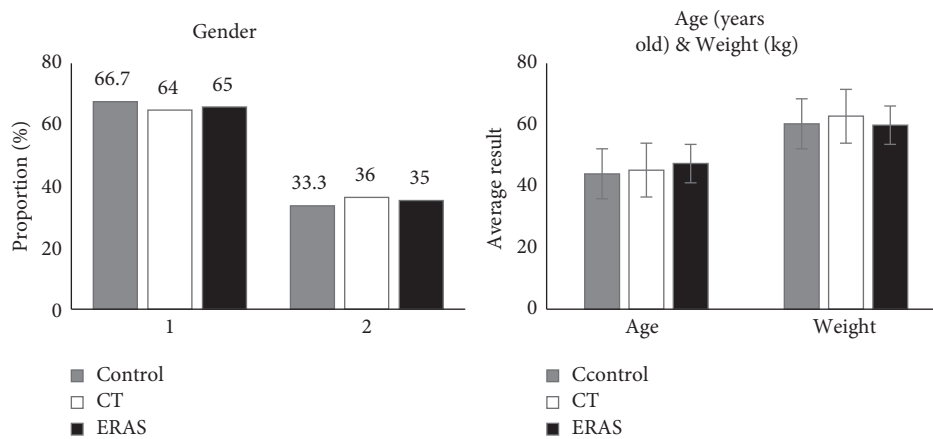 Gender
Proportion (%)
80
60
40
20
0
66.7
64
65
33.3
36
35
1
2
Control
CT
ERAS
Age (years
old) & Weight (kg)
Average result
80
60
40
20
0
Age
Weight
Ccontrol
CT
ERAS